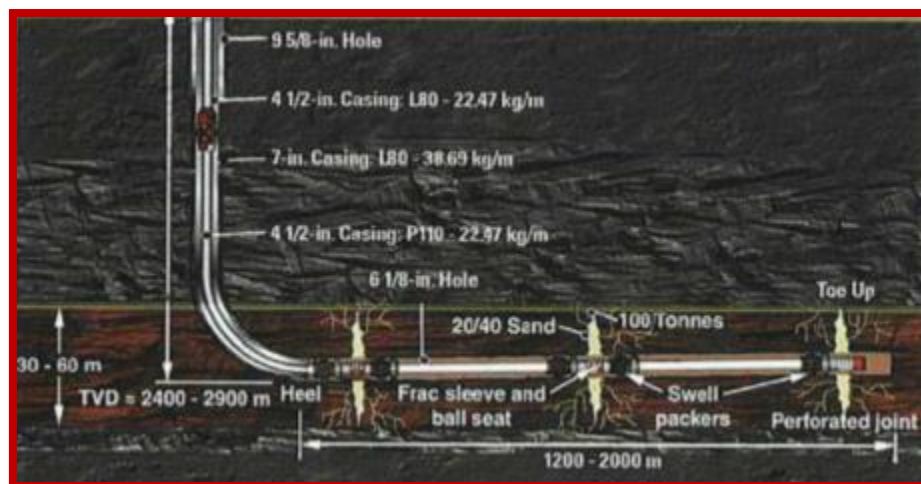 9 5/8-in. Hole
4 1/2-in. Casing: L80 - 22.47 kg/m
7-in. Casing: L80 - 38.69 kg/m
4 1/2-in. Casing: P110 - 22.47 kg/m
6 1/8-in. Hole
Toe Up
20/40 Sand
100 Tonnes
30 - 60 m
TVD = 2400 - 2900 m
Heel
Frac sleeve and
ball seat
Swell
packers
Perforated joint
1200 - 2000 m